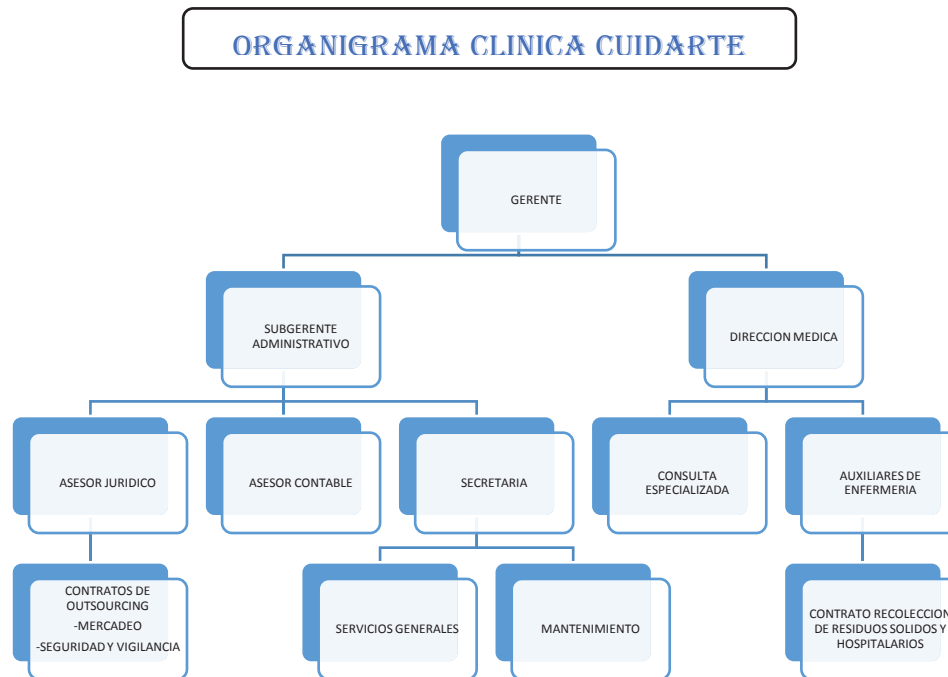 ORGANIGRAMA CLINICA CUIDARTE
GERENTE
SUBGERENTE
ADMINISTRATIVO
DIRECCION MEDICA
ASESOR JURIDICO
ASESOR CONTABLE
SECRETARIA
CONSULTA
ESPECIALIZADA
AUXILIARES DE
ENFERMERIA
CONTRATOS DE
OUTSOURCING
-MERCADEO
-SEGURIDAD Y VIGILANCIA
SERVICIOS GENERALES
MANTENIMIENTO
CONTRATO RECOLECCION
DE RESIDUOS SOLIDOS Y
HOSPITALARIOS